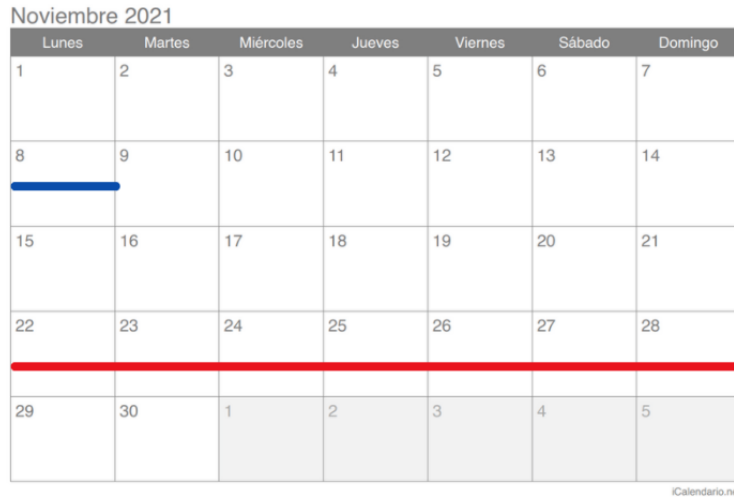 Noviembre 2021
Lunes Martes Miércoles Jueves Viernes Sábado Domingo
1 2 3 4 5 6 7
8 9 10 11 12 13 14
15 16 17 18 19 20 21
22 23 24 25 26 27 28
29 30 1 2 3 4 5